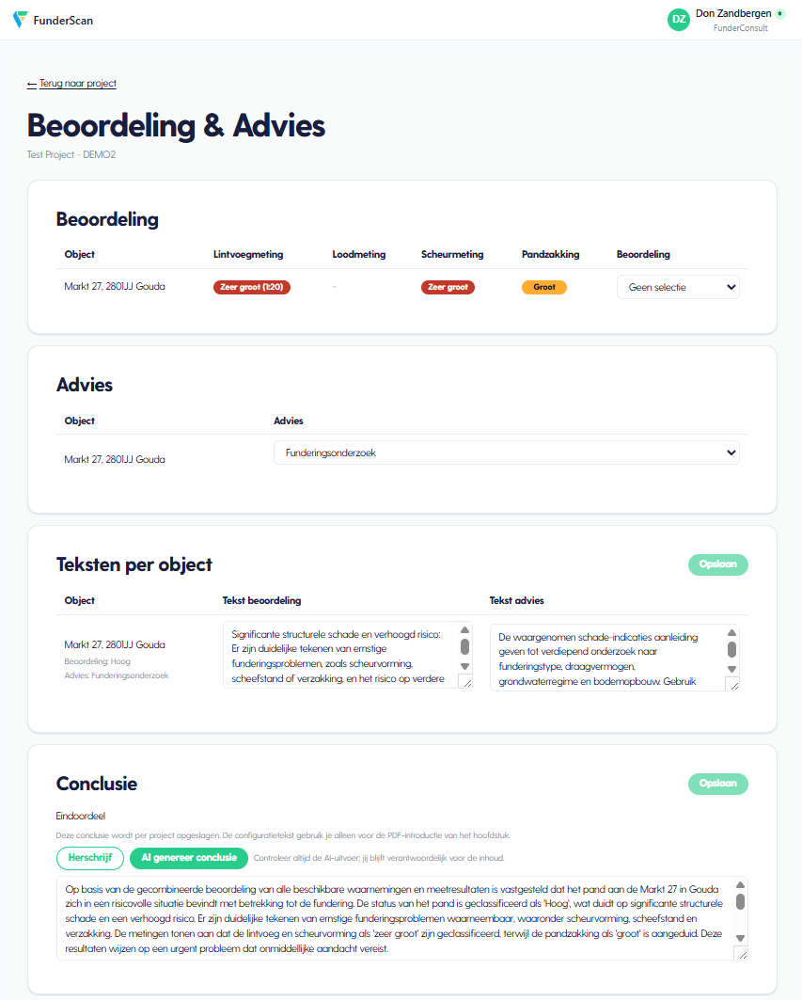 FunderScan
DZ
Don Zandbergen
FunderConsult
← Terug naar project
Beoordeling & Advies
Test Project - DEMO2
Beoordeling
Object Lintvoegmeting Loodmeting Scheurmeting Pandzakking Beoordeling
Markt 27, 2801JJ Gouda Zeer groot (1:20) - Zeer groot Groot Geen selectie
Advies
Object Advies
Markt 27, 2801JJ Gouda Funderingsonderzoek
Teksten per object Opslaan
Object Tekst beoordeling Tekst advies
Markt 27, 2801JJ Gouda
Beoordeling: Hoog
Advies: Funderingsonderzoek
Significante structurele schade en verhoogd risico:
Er zijn duidelijke tekenen van ernstige
funderingsproblemen, zoals scheurvorming,
scheefstand of verzakking, en het risico op verdere
De waargenomen schade-indicaties aanleiding
geven tot verdiepend onderzoek naar
funderingstype, draagvermogen,
grondwaterregime en bodemopbouw. Gebruik
Conclusie Opslaan
Eindoordeel
Deze conclusie wordt per project opgeslagen. De configuratietekst gebruik je alleen voor de PDF-introductie van het hoofdstuk.
Herschrijf AI genereer conclusie Controleer altijd de AI-uitvoer; jij blijft verantwoordelijk voor de inhoud.
Op basis van de gecombineerde beoordeling van alle beschikbare waarnemingen en meetresultaten is vastgesteld dat het pand aan de Markt 27 in Gouda
zich in een risicovolle situatie bevindt met betrekking tot de fundering. De status van het pand is geclassificeerd als 'Hoog', wat duidt op significante structurele
schade en een verhoogd risico. Er zijn duidelijke tekenen van ernstige funderingsproblemen waarneembaar, waaronder scheurvorming, scheefstand en
verzakking. De metingen tonen aan dat de lintvoeg en scheurvorming als 'zeer groot' zijn geclassificeerd, terwijl de pandzakking als 'groot' is aangeduid. Deze
resultaten wijzen op een urgent probleem dat onmiddellijke aandacht vereist.